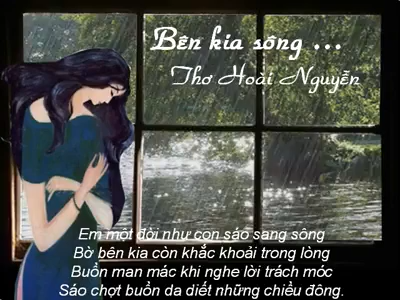 Bên kia sông ...
Thơ Hoài Nguyễn
Em một đời như con sáo sang sông
Bờ bên kia còn khắc khoải trong lòng
Buồn man mác khi nghe lời trách móc
Sáo chợt buồn da diết những chiều đông.